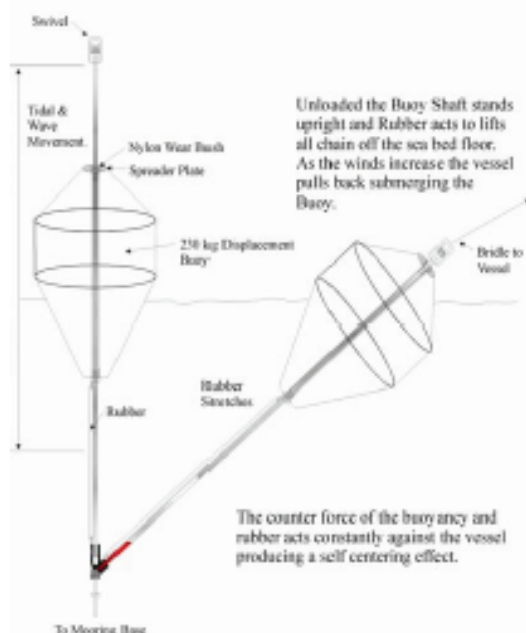 Swivel
Tidal &
Wave
Movement.
Nylon Wear Bush
Spreader Plate
230 kg Displacement
Buoy
Rubber
Unloaded the Buoy Shaft stands
upright and Rubber acts to lifts
all chain off the sea bed floor.
As the winds increase the vessel
pulls back submerging the
Buoy.
Bridle to
Vessel
Rubber
Stretches
The counter force of the buoyancy and
rubber acts constantly against the vessel
producing a self centering effect.
To Mooring Base